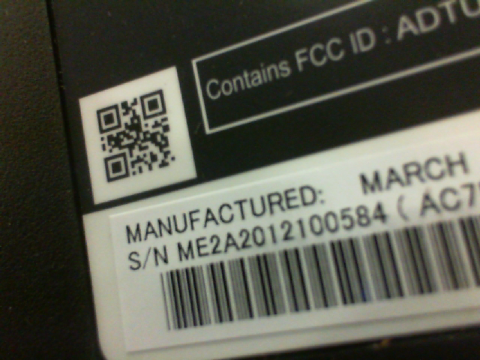 Contains FCC ID : ADTU
MANUFACTURED: MARCH
S/N ME2A2012100584 ( AC7